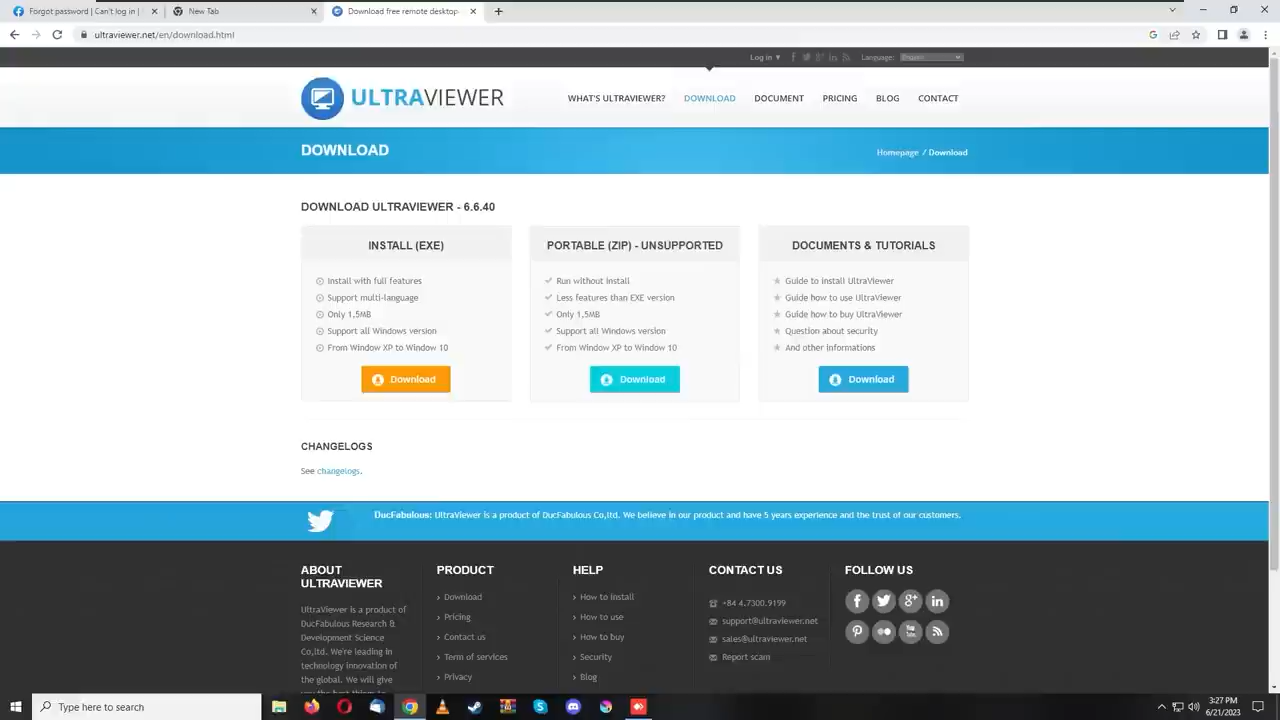 Forgot password | Can't log in |
New Tab
Download free remote desktop
ultraviewer.net/en/download.html
Log in ▼
Language: English
ULTRAVIEWER
WHAT'S ULTRAVIEWER? DOWNLOAD DOCUMENT PRICING BLOG CONTACT
DOWNLOAD
Homepage / Download
DOWNLOAD ULTRAVIEWER - 6.6.40
INSTALL (EXE)
Install with full features
Support multi-language
Only 1,5MB
Support all Windows version
From Window XP to Window 10
Download
PORTABLE (ZIP) - UNSUPPORTED
Run without install
Less features than EXE version
Only 1,5MB
Support all Windows version
From Window XP to Window 10
Download
DOCUMENTS & TUTORIALS
Guide to install UltraViewer
Guide how to use UltraViewer
Guide how to buy UltraViewer
Question about security
And other informations
Download
CHANGELOGS
See changelogs.
DucFabulous: UltraViewer is a product of DucFabulous Co,ltd. We believe in our product and have 5 years experience and the trust of our customers.
ABOUT
ULTRAVIEWER
UltraViewer is a product of
DucFabulous Research &
Development Science
Co,ltd. We're leading in
technology innovation of
the global. We will give
you the best things to
PRODUCT
Download
Pricing
Contact us
Term of services
Privacy
HELP
How to install
How to use
How to buy
Security
Blog
CONTACT US
+84 4.7300.9199
support@ultraviewer.net
sales@ultraviewer.net
Report scam
FOLLOW US
Type here to search
3:27 PM
6/21/2023